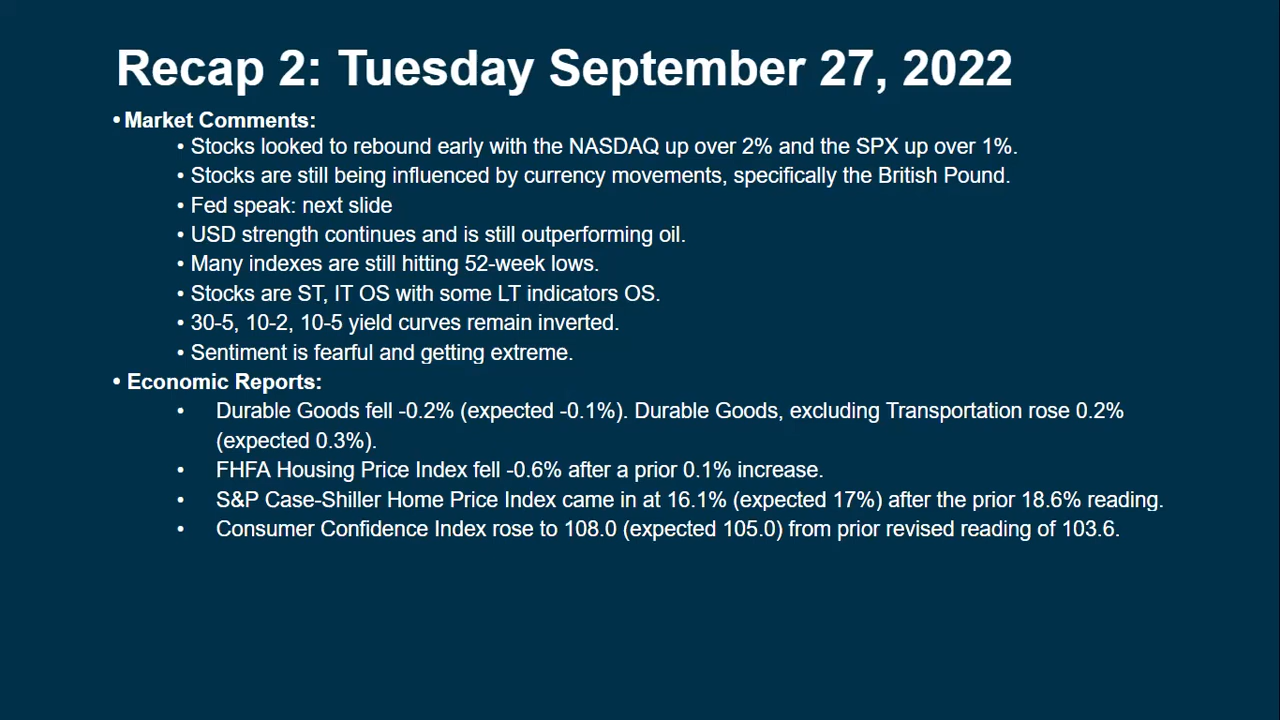 Recap 2: Tuesday September 27, 2022
• Market Comments:
• Stocks looked to rebound early with the NASDAQ up over 2% and the SPX up over 1%.
• Stocks are still being influenced by currency movements, specifically the British Pound.
• Fed speak: next slide
• USD strength continues and is still outperforming oil.
• Many indexes are still hitting 52-week lows.
• Stocks are ST, IT OS with some LT indicators OS.
• 30-5, 10-2, 10-5 yield curves remain inverted.
• Sentiment is fearful and getting extreme.
• Economic Reports:
• Durable Goods fell -0.2% (expected -0.1%). Durable Goods, excluding Transportation rose 0.2%
(expected 0.3%).
• FHFA Housing Price Index fell -0.6% after a prior 0.1% increase.
• S&P Case-Shiller Home Price Index came in at 16.1% (expected 17%) after the prior 18.6% reading.
• Consumer Confidence Index rose to 108.0 (expected 105.0) from prior revised reading of 103.6.